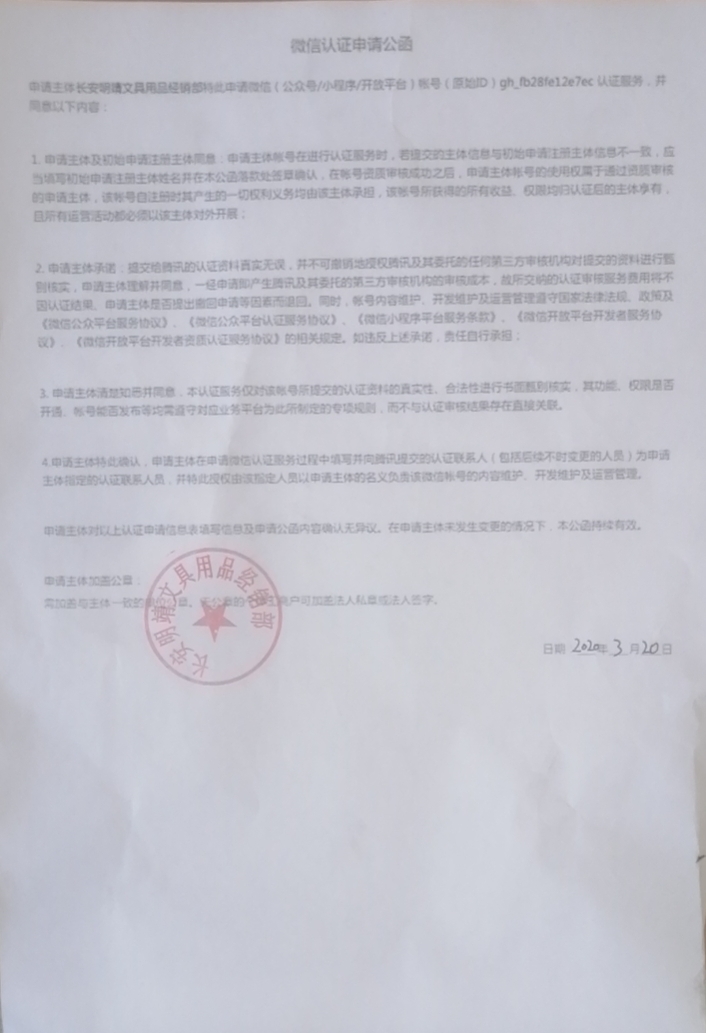 微信认证申请公函
申请主体长安明靖文具用品经销部特此申请微信（公众号/小程序/开放平台）帐号（原始ID）gh_fb28fe12e7ec 认证服务，并
同意以下内容：
1. 申请主体及初始申请注册主体同意：申请主体帐号在进行认证服务时，若提交的主体信息与初始申请注册主体信息不一致，应
当填写初始申请注册主体姓名并在本公函落款处签章确认，在帐号资质审核成功之后，申请主体帐号的使用权属于通过资质审核
的申请主体，该帐号自注册时其产生的一切权利义务均由该主体承担，该帐号所获得的所有收益、权限均归认证后的主体享有，
且所有运营活动都必须以该主体对外开展；
2. 申请主体承诺：提交给腾讯的认证资料真实无误，并不可撤销地授权腾讯及其委托的任何第三方审核机构对提交的资料进行甄
别核实，申请主体理解并同意，一经申请即产生腾讯及其委托的第三方审核机构的审核成本，故所交纳的认证审核服务费用将不
因认证结果、申请主体是否提出撤回申请等因素而退回。同时，帐号内容维护、开发维护及运营管理遵守国家法律法规、政策及
《微信公众平台服务协议》、《微信公众平台认证服务协议》、《微信小程序平台服务条款》、《微信开放平台开发者服务协
议》、《微信开放平台开发者资质认证服务协议》的相关规定。如违反上述承诺，责任自行承担；
3. 申请主体清楚知悉并同意，本认证服务仅对该帐号所提交的认证资料的真实性、合法性进行书面甄别核实，其功能、权限是否
开通、帐号能否发布等均需遵守对应业务平台为此所制定的专项规则，而不与认证审核结果存在直接关联。
4.申请主体特此确认，申请主体在申请微信认证服务过程中填写并向腾讯提交的认证联系人（包括后续不时变更的人员）为申请
主体指定的认证联系人员，并特此授权由该指定人员以申请主体的名义负责该微信帐号的内容维护、开发维护及运营管理。
申请主体对以上认证申请信息表填写信息及申请公函内容确认无异议。在申请主体未发生变更的情况下，本公函持续有效。
申请主体加盖公章：
需加盖与主体一致的单位公章。无公章的个体工商户可加盖法人私章或法人签字。
长安明靖文具用品经销部
日期 2020年 3 月20日